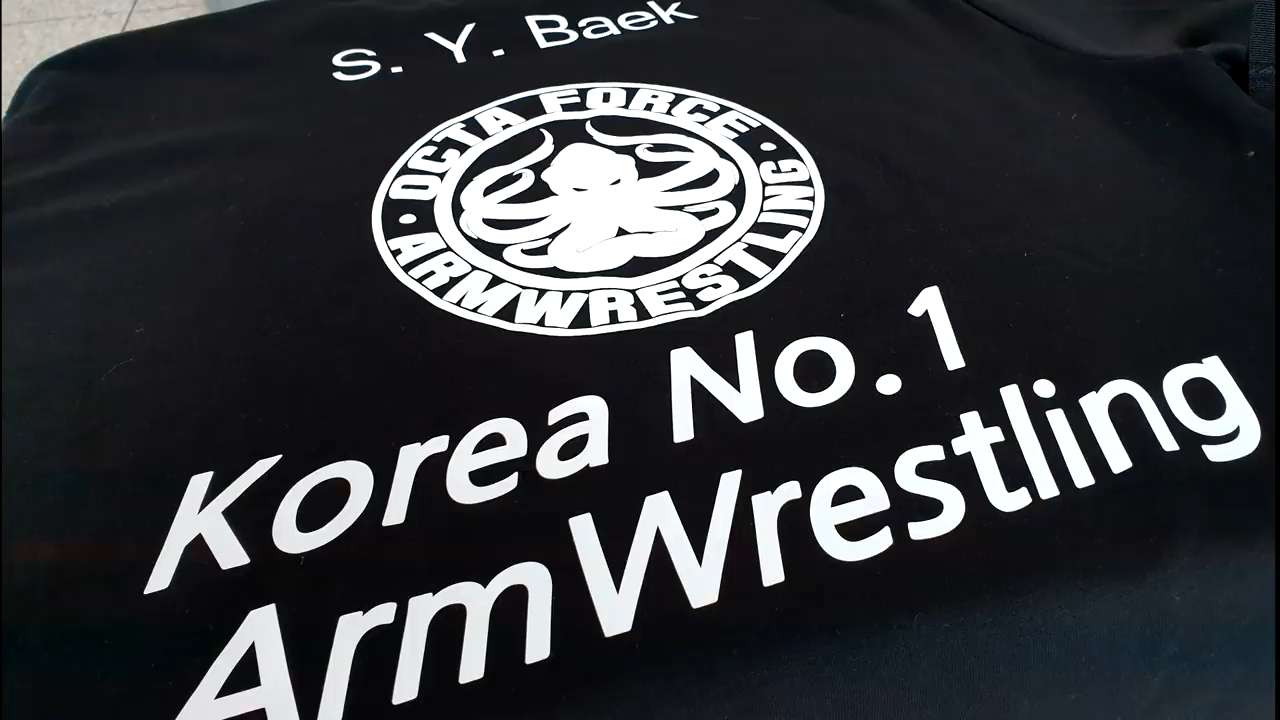 S. Y. Baek
OCTA FORCE
· ARMWRESTLING ·
Korea No.1
ArmWrestling